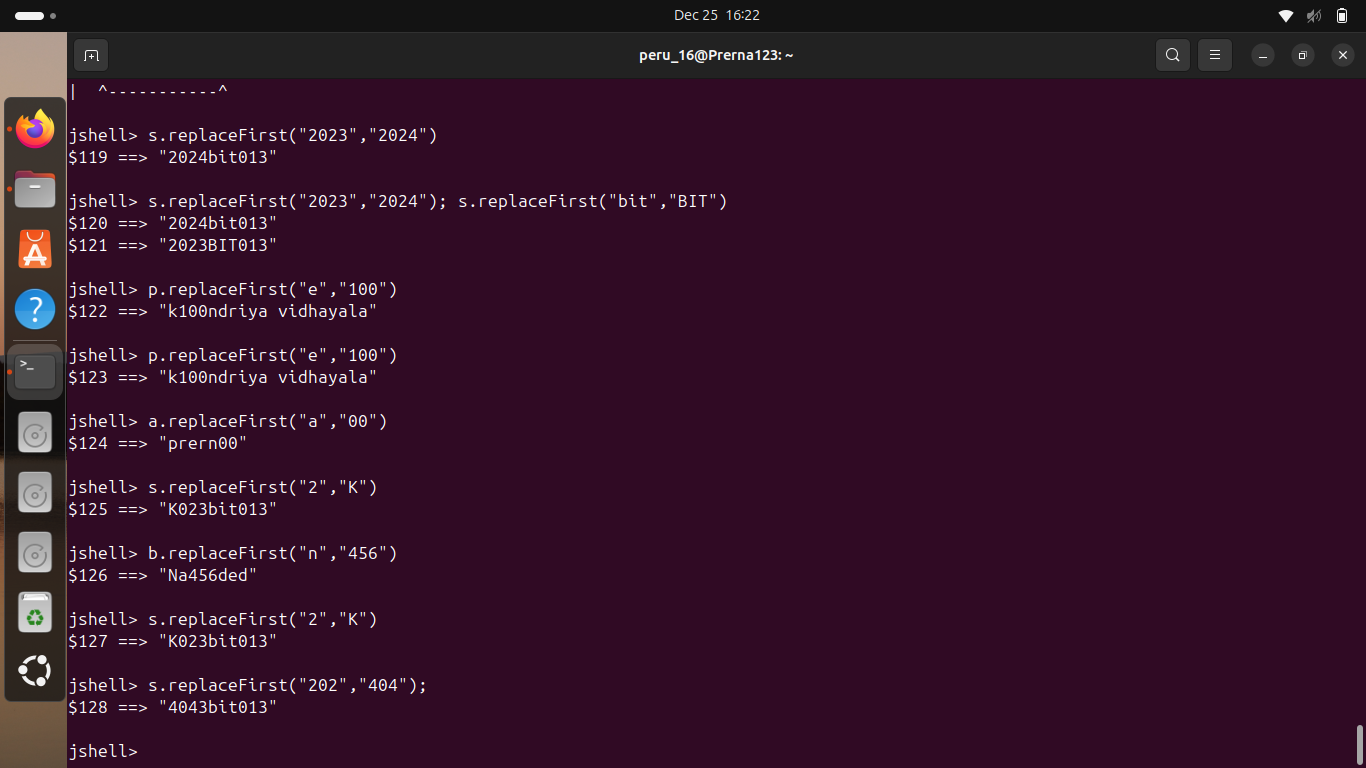 Dec 25 16:22
peru_16@Prerna123: ~
| ^-----------^
jshell> s.replaceFirst("2023","2024")
$119 ==> "2024bit013"
jshell> s.replaceFirst("2023","2024"); s.replaceFirst("bit","BIT")
$120 ==> "2024bit013"
$121 ==> "2023BIT013"
jshell> p.replaceFirst("e","100")
$122 ==> "k100ndriya vidhayala"
jshell> p.replaceFirst("e","100")
$123 ==> "k100ndriya vidhayala"
jshell> a.replaceFirst("a","00")
$124 ==> "prern00"
jshell> s.replaceFirst("2","K")
$125 ==> "K023bit013"
jshell> b.replaceFirst("n","456")
$126 ==> "Na456ded"
jshell> s.replaceFirst("2","K")
$127 ==> "K023bit013"
jshell> s.replaceFirst("202","404");
$128 ==> "4043bit013"
jshell>